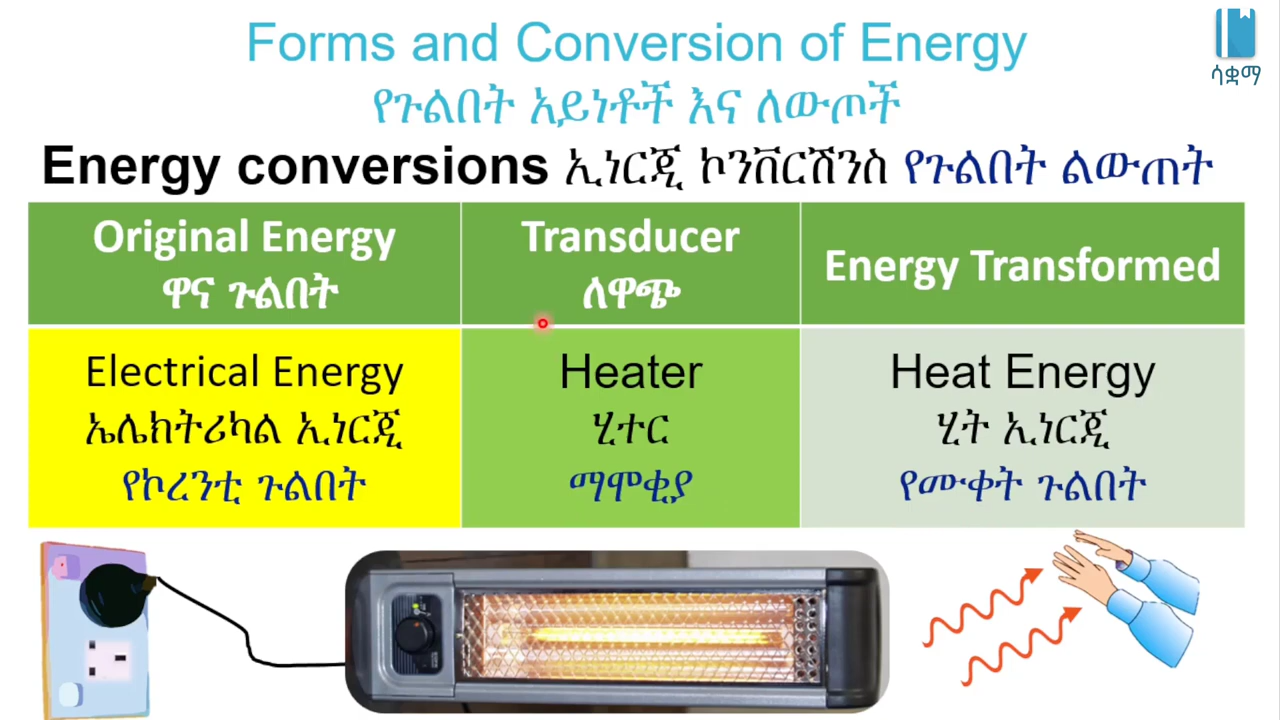 Forms and Conversion of Energy
የጉልበት አይነቶች እና ለውጦች
ሳቋማ
Energy conversions ኢነርጂ ኮንቨርሽንስ የጉልበት ልውጠት
Original Energy
ዋና ጉልበት
Transducer
ለዋጭ
Energy Transformed
Electrical Energy
ኤሌክትሪካል ኢነርጂ
የኮረንቲ ጉልበት
Heater
ሂተር
ማሞቂያ
Heat Energy
ሂት ኢነርጂ
የሙቀት ጉልበት